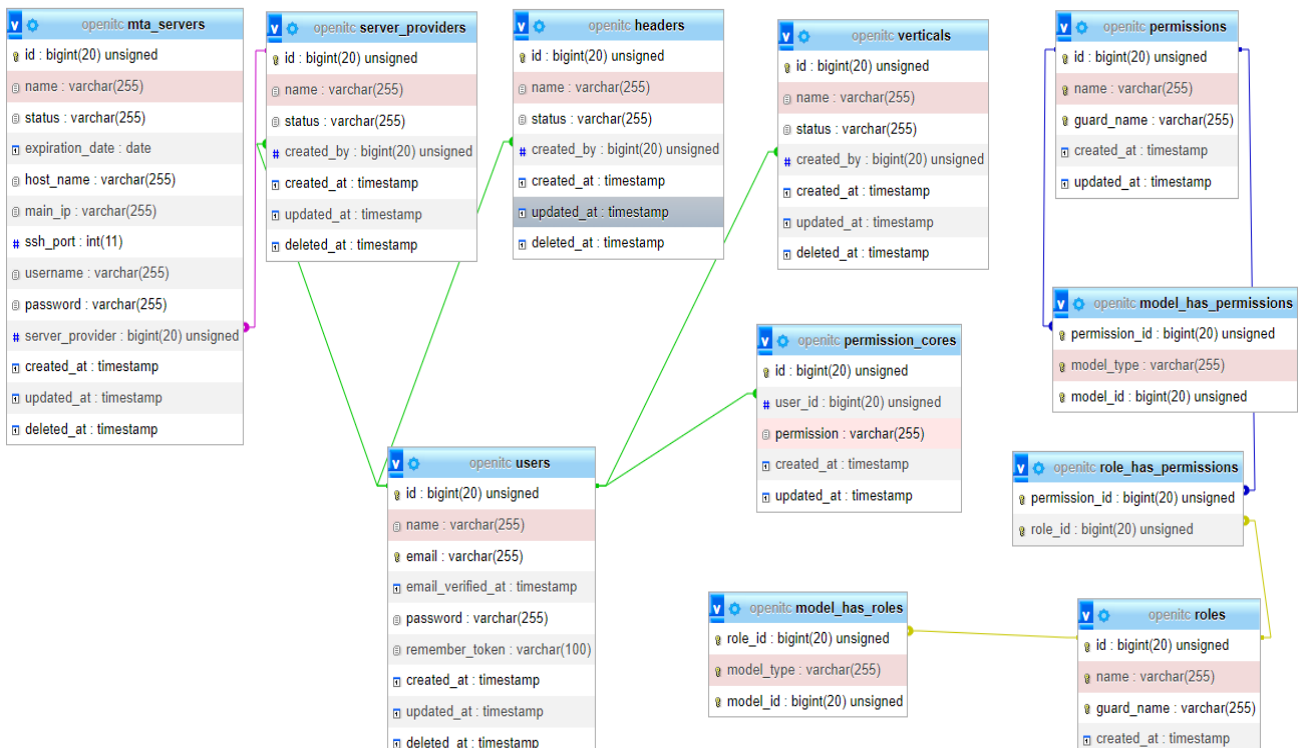 openitc mta_servers
id : bigint(20) unsigned
name : varchar(255)
status : varchar(255)
expiration_date : date
host_name : varchar(255)
main_ip : varchar(255)
ssh_port : int(11)
username : varchar(255)
password : varchar(255)
server_provider : bigint(20) unsigned
created_at : timestamp
updated_at : timestamp
deleted_at : timestamp
openitc server_providers
id : bigint(20) unsigned
name : varchar(255)
status : varchar(255)
created_by : bigint(20) unsigned
created_at : timestamp
updated_at : timestamp
deleted_at : timestamp
openitc headers
id : bigint(20) unsigned
name : varchar(255)
status : varchar(255)
created_by : bigint(20) unsigned
created_at : timestamp
updated_at : timestamp
deleted_at : timestamp
openitc verticals
id : bigint(20) unsigned
name : varchar(255)
status : varchar(255)
created_by : bigint(20) unsigned
created_at : timestamp
updated_at : timestamp
deleted_at : timestamp
openitc permissions
id : bigint(20) unsigned
name : varchar(255)
guard_name : varchar(255)
created_at : timestamp
updated_at : timestamp
openitc model_has_permissions
permission_id : bigint(20) unsigned
model_type : varchar(255)
model_id : bigint(20) unsigned
openitc permission_cores
id : bigint(20) unsigned
user_id : bigint(20) unsigned
permission : varchar(255)
created_at : timestamp
updated_at : timestamp
openitc users
id : bigint(20) unsigned
name : varchar(255)
email : varchar(255)
email_verified_at : timestamp
password : varchar(255)
remember_token : varchar(100)
created_at : timestamp
updated_at : timestamp
deleted_at : timestamp
openitc role_has_permissions
permission_id : bigint(20) unsigned
role_id : bigint(20) unsigned
openitc model_has_roles
role_id : bigint(20) unsigned
model_type : varchar(255)
model_id : bigint(20) unsigned
openitc roles
id : bigint(20) unsigned
name : varchar(255)
guard_name : varchar(255)
created_at : timestamp